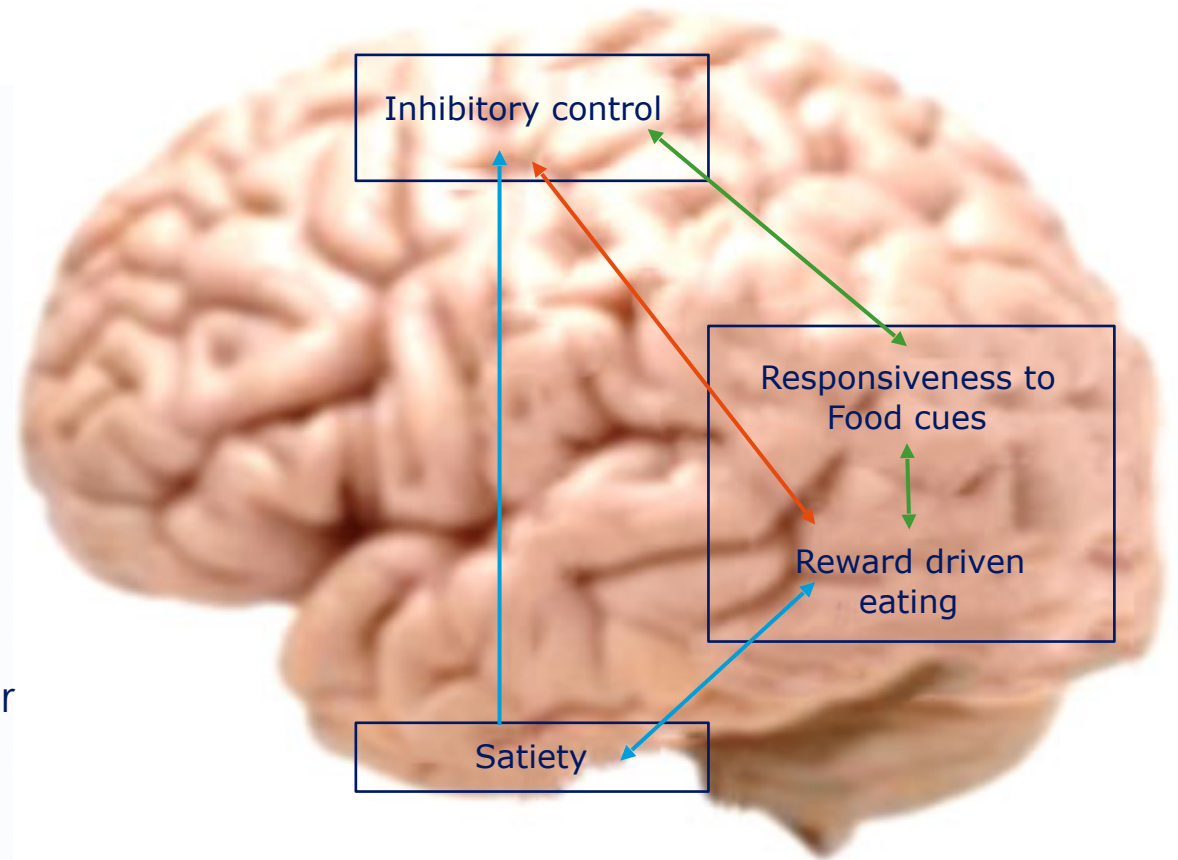 Inhibitory control
Responsiveness to
Food cues
Reward driven
eating
r
Satiety